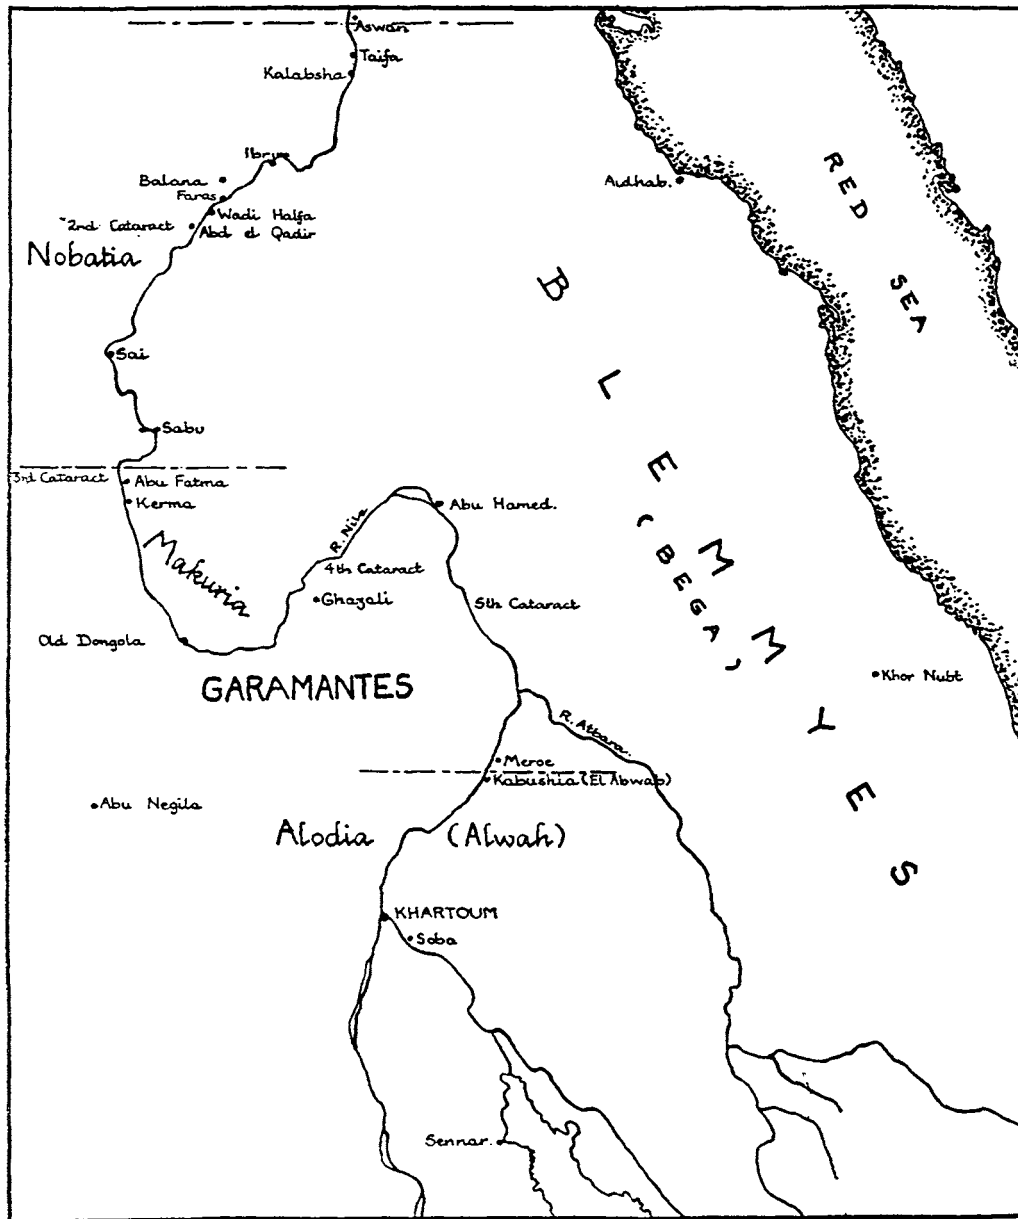 Aswan
Taifa
Kalabsha
Ibrim
Balana
Faras
Wadi Halfa
2nd Cataract
Abd el Qadir
Nobatia
Audhab.
RED SEA
BLEMMYES
(BEGA)
Sai
Sabu
3rd Cataract
Abu Fatma
Kerma
Makuria
R. Nile
Abu Hamed.
4th Cataract
Ghazali
5th Cataract
Old Dongola
GARAMANTES
Khor Nubt
R. Atbara.
Meroe
Kabushia (El Abwab)
Abu Negila
Alodia (Alwah)
KHARTOUM
Soba
Sennar.